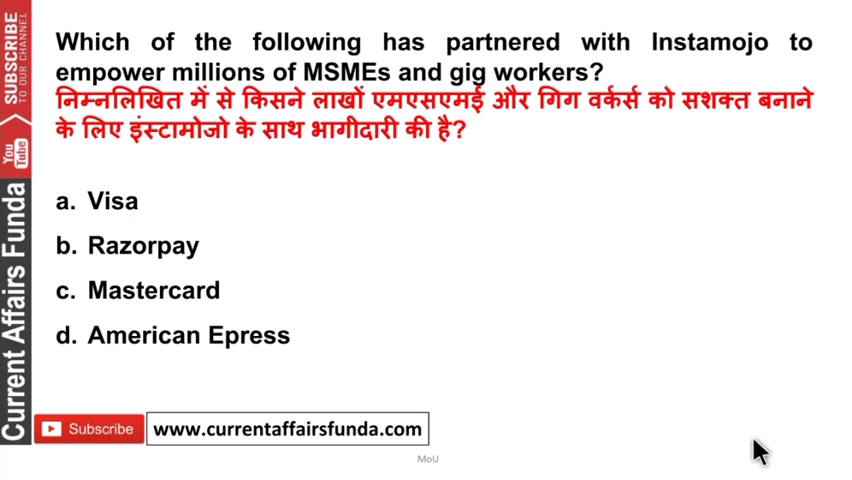 Which of the following has partnered with Instamojo to
empower millions of MSMEs and gig workers?
निम्नलिखित में से किसने लाखों एमएसएमई और गिग वर्कर्स को सशक्त बनाने
के लिए इंस्टामोजो के साथ भागीदारी की है?
a. Visa
b. Razorpay
c. Mastercard
d. American Epress
SUBSCRIBE
TO OUR CHANNEL
You Tube
Current Affairs Funda
Subscribe
www.currentaffairsfunda.com
MoU